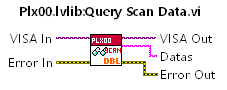 Plx00.lvlib:Query Scan Data.vi
VISA In
PLX00
VISA Out
SCAN
Datas
Error In
DBL
Error Out